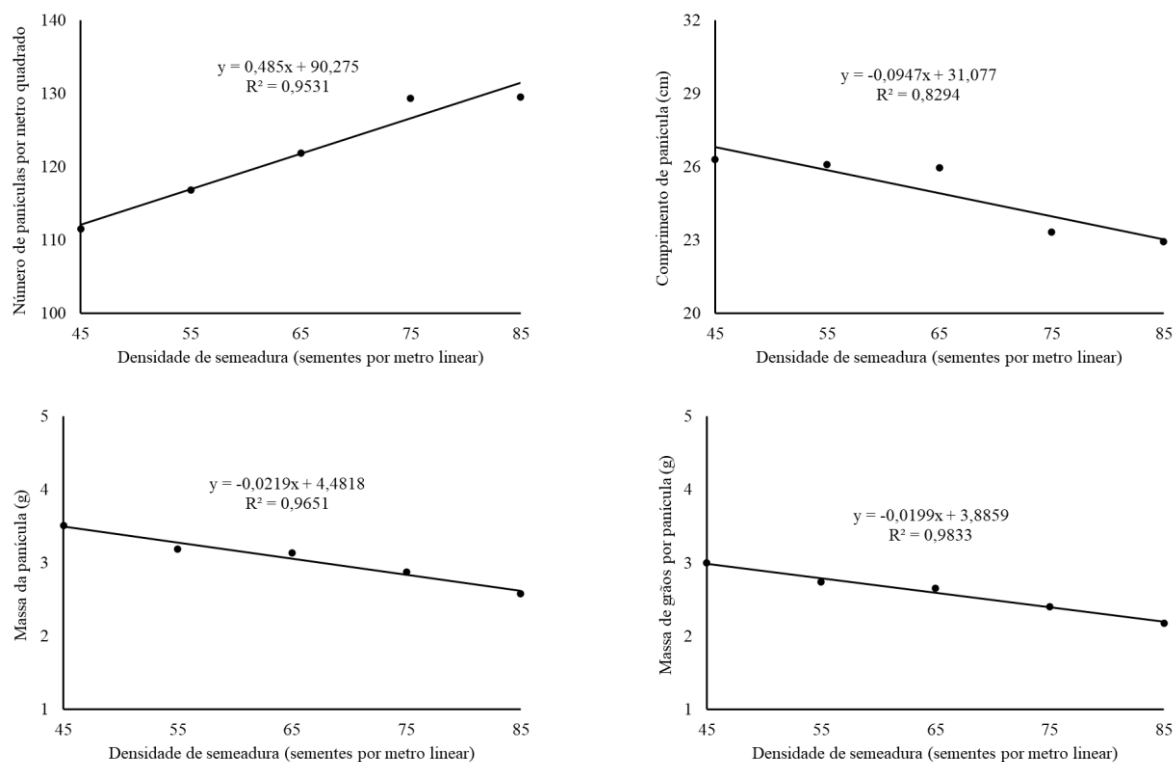 Número de panículas por metro quadrado
140
130
120
110
100
y = 0,485x + 90,275
R² = 0,9531
45 55 65 75 85
Densidade de semeadura (sementes por metro linear)
Comprimento de panícula (cm)
32
29
26
23
20
y = -0,0947x + 31,077
R² = 0,8294
45 55 65 75 85
Densidade de semeadura (sementes por metro linear)
Massa da panícula (g)
5
4
3
2
1
y = -0,0219x + 4,4818
R² = 0,9651
45 55 65 75 85
Densidade de semeadura (sementes por metro linear)
Massa de grãos por panícula (g)
5
4
3
2
1
y = -0,0199x + 3,8859
R² = 0,9833
45 55 65 75 85
Densidade de semeadura (sementes por metro linear)